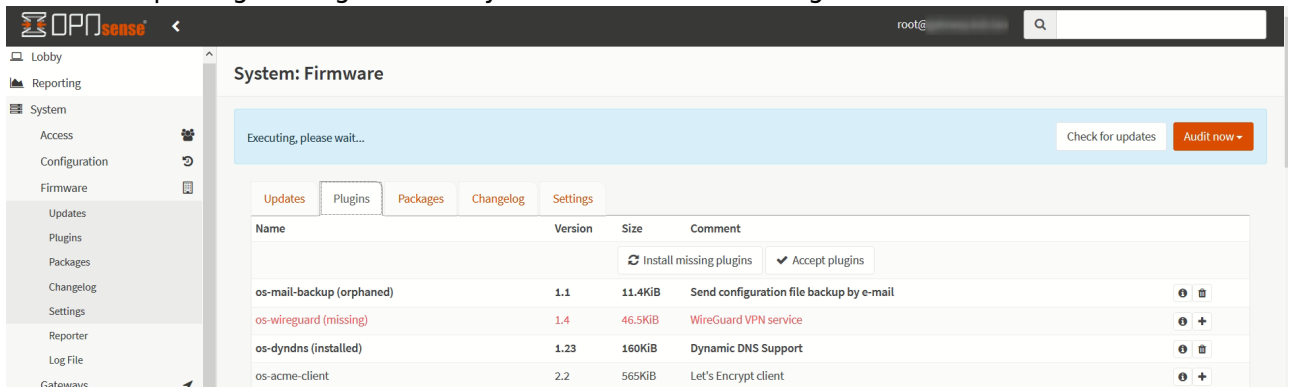 OPNsense
root@
Lobby
Reporting
System
Access
Configuration
Firmware
Updates
Plugins
Packages
Changelog
Settings
Reporter
Log File
Gateways
System: Firmware
Executing, please wait...
Check for updates
Audit now
Updates Plugins Packages Changelog Settings
Name Version Size Comment
Install missing plugins Accept plugins
os-mail-backup (orphaned) 1.1 11.4KiB Send configuration file backup by e-mail
os-wireguard (missing) 1.4 46.5KiB WireGuard VPN service
os-dyndns (installed) 1.23 160KiB Dynamic DNS Support
os-acme-client 2.2 565KiB Let's Encrypt client